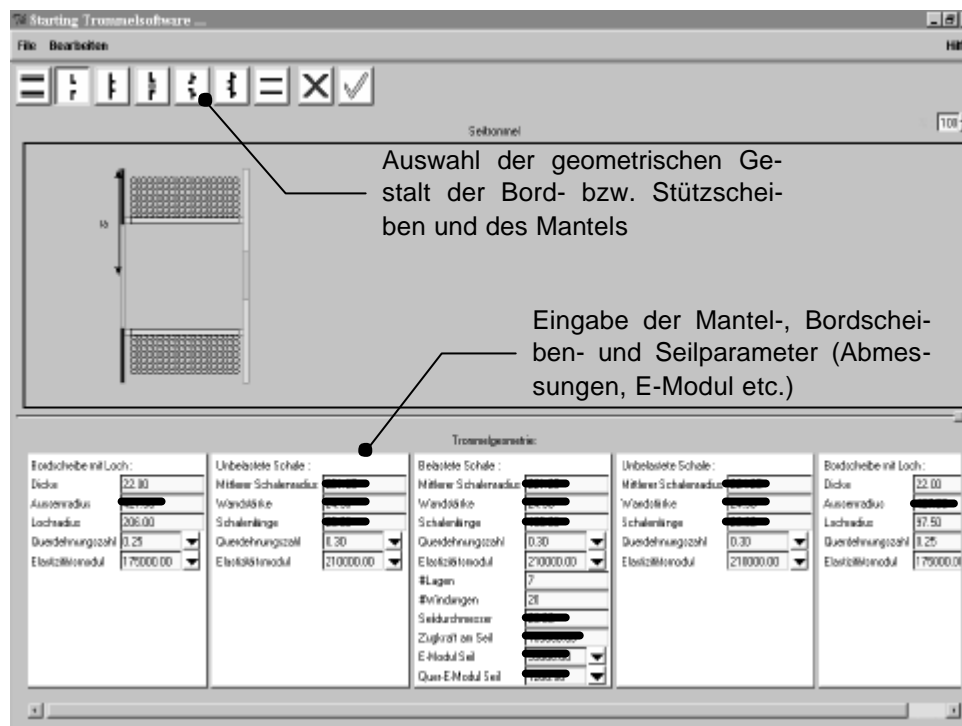 Starting Trommelsoftware ...
File Bearbeiten
Seiltrommel
100
Auswahl der geometrischen Ge-
stalt der Bord- bzw. Stützschei-
ben und des Mantels
Eingabe der Mantel-, Bordschei-
ben- und Seilparameter (Abmes-
sungen, E-Modul etc.)
Trommelgeometrie:
Bordscheibe mit Loch :
Dicke 22.00
Aussenradius
Lochradius 206.00
Querdehnungszahl 0.25
Elastizitätsmodul 175000.00
Unbelastete Schale :
Mittlerer Schalenradius
Wandstärke
Schalenlänge
Querdehnungszahl 0.30
Elastizitätsmodul 210000.00
Belastete Schale :
Mittlerer Schalenradius
Wandstärke
Schalenlänge
Querdehnungszahl 0.30
Elastizitätsmodul 210000.00
#Lagen 7
#Windungen 20
Seildurchmesser
Zugkraft am Seil
E-Modul Seil
Quer-E-Modul Seil
Unbelastete Schale :
Mittlerer Schalenradius
Wandstärke
Schalenlänge
Querdehnungszahl 0.30
Elastizitätsmodul 210000.00
Bordscheibe mit Loch :
Dicke 22.00
Aussenradius
Lochradius 97.50
Querdehnungszahl 0.25
Elastizitätsmodul 175000.00